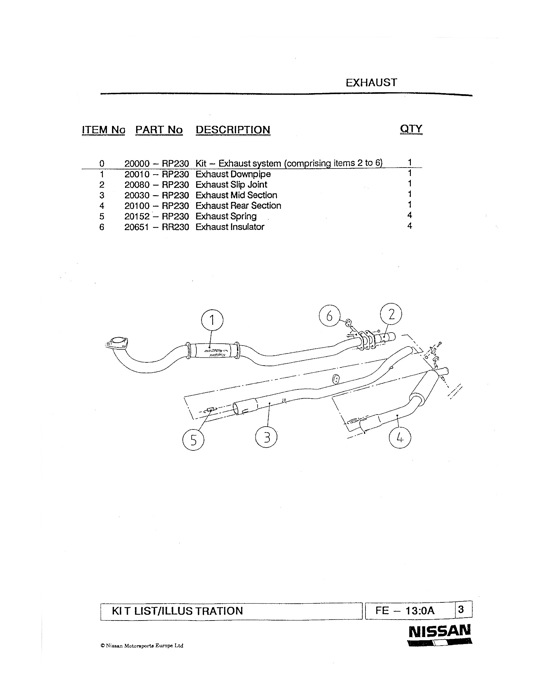 EXHAUST
ITEM No PART No DESCRIPTION QTY
0 20000 – RP230 Kit – Exhaust system (comprising items 2 to 6) 1
1 20010 – RP230 Exhaust Downpipe 1
2 20080 – RP230 Exhaust Slip Joint 1
3 20030 – RP230 Exhaust Mid Section 1
4 20100 – RP230 Exhaust Rear Section 1
5 20152 – RP230 Exhaust Spring 4
6 20651 – RR230 Exhaust Insulator 4
1
6
2
5
3
4
KIT LIST/ILLUS TRATION FE – 13:0A 3
NISSAN
© Nissan Motorsports Europe Ltd